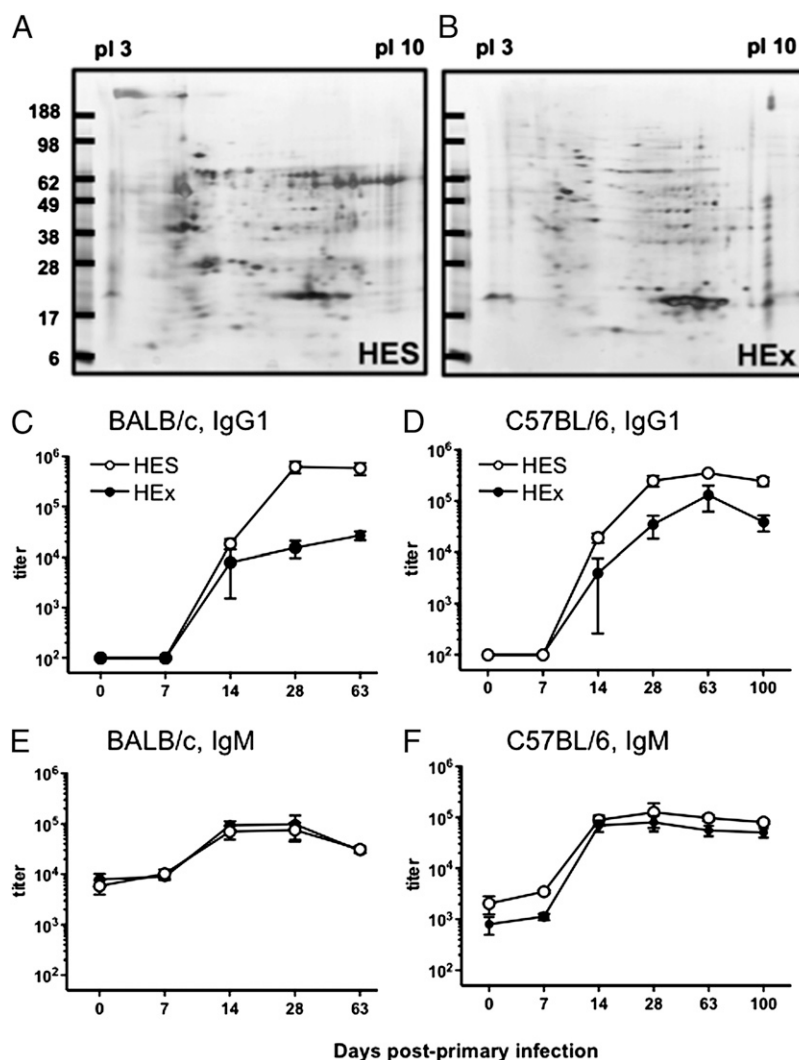 A
B
pI 3 pI 10
pI 3 pI 10
188
98
62
49
38
28
17
6
HES
HEx
C BALB/c, IgG1
D C57BL/6, IgG1
10⁶
10⁵
10⁴
10³
10²
titer
HES
HEx
0 7 14 28 63
10⁶
10⁵
10⁴
10³
10²
titer
HES
HEx
0 7 14 28 63 100
E BALB/c, IgM
F C57BL/6, IgM
10⁶
10⁵
10⁴
10³
10²
titer
0 7 14 28 63
10⁶
10⁵
10⁴
10³
10²
titer
0 7 14 28 63 100
Days post-primary infection